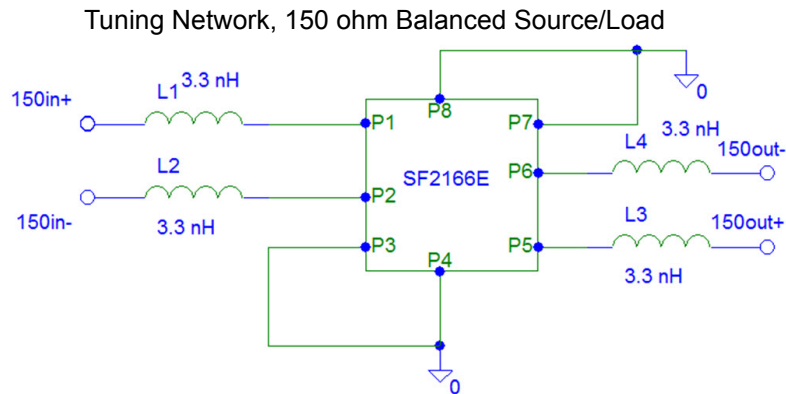 Tuning Network, 150 ohm Balanced Source/Load
150in+
L1
3.3 nH
P1
P8
P7
0
L4
3.3 nH
150out-
L2
P2
SF2166E
P6
150in-
3.3 nH
P3
P4
P5
L3
150out+
3.3 nH
0